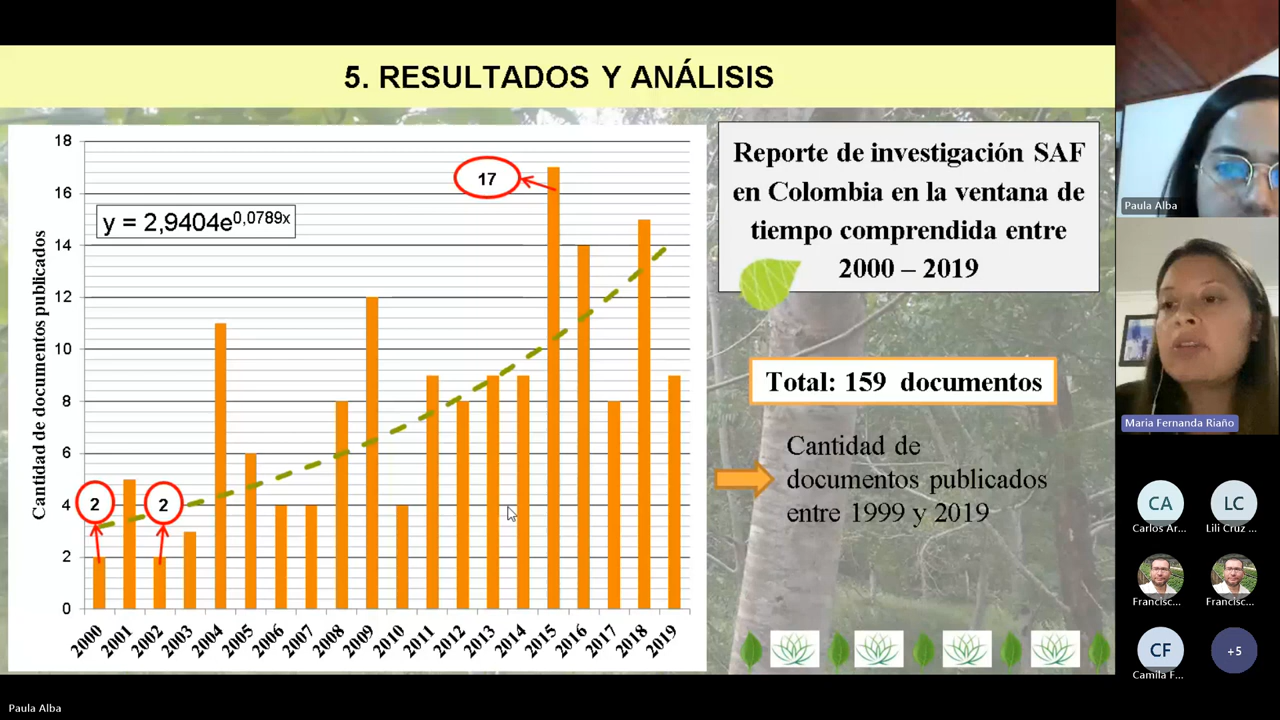 5. RESULTADOS Y ANÁLISIS
18
16
14
12
10
8
6
4
2
0
Cantidad de documentos publicados
y = 2,9404e0,0789x
17
2
2
2000
2001
2002
2003
2004
2005
2006
2007
2008
2009
2010
2011
2012
2013
2014
2015
2016
2017
2018
2019
Reporte de investigación SAF
en Colombia en la ventana de
tiempo comprendida entre
2000 – 2019
Total: 159 documentos
Cantidad de
documentos publicados
entre 1999 y 2019
Paula Alba
Maria Fernanda Riaño
CA
LC
Carlos Ar...
Lili Cruz ...
Francisc...
Francisc...
CF
+5
Camila F...
Paula Alba